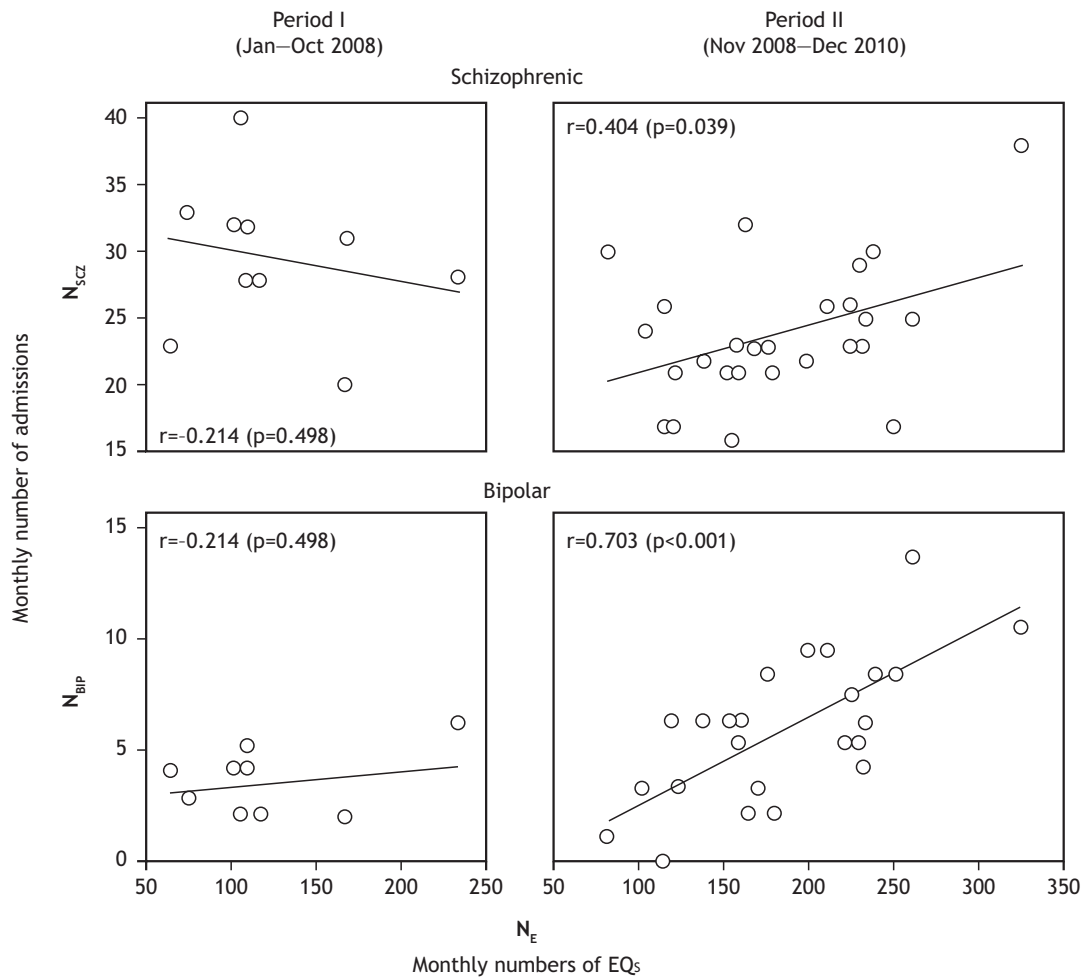 Period I
(Jan—Oct 2008)
Period II
(Nov 2008—Dec 2010)
Schizophrenic
40
35
30
25
20
15
N_SCZ
r=-0.214 (p=0.498)
r=0.404 (p=0.039)
Monthly number of admissions
Bipolar
15
10
5
0
N_BIP
r=-0.214 (p=0.498)
r=0.703 (p<0.001)
50 100 150 200 250
50 100 150 200 250 300 350
N_E
Monthly numbers of EQs